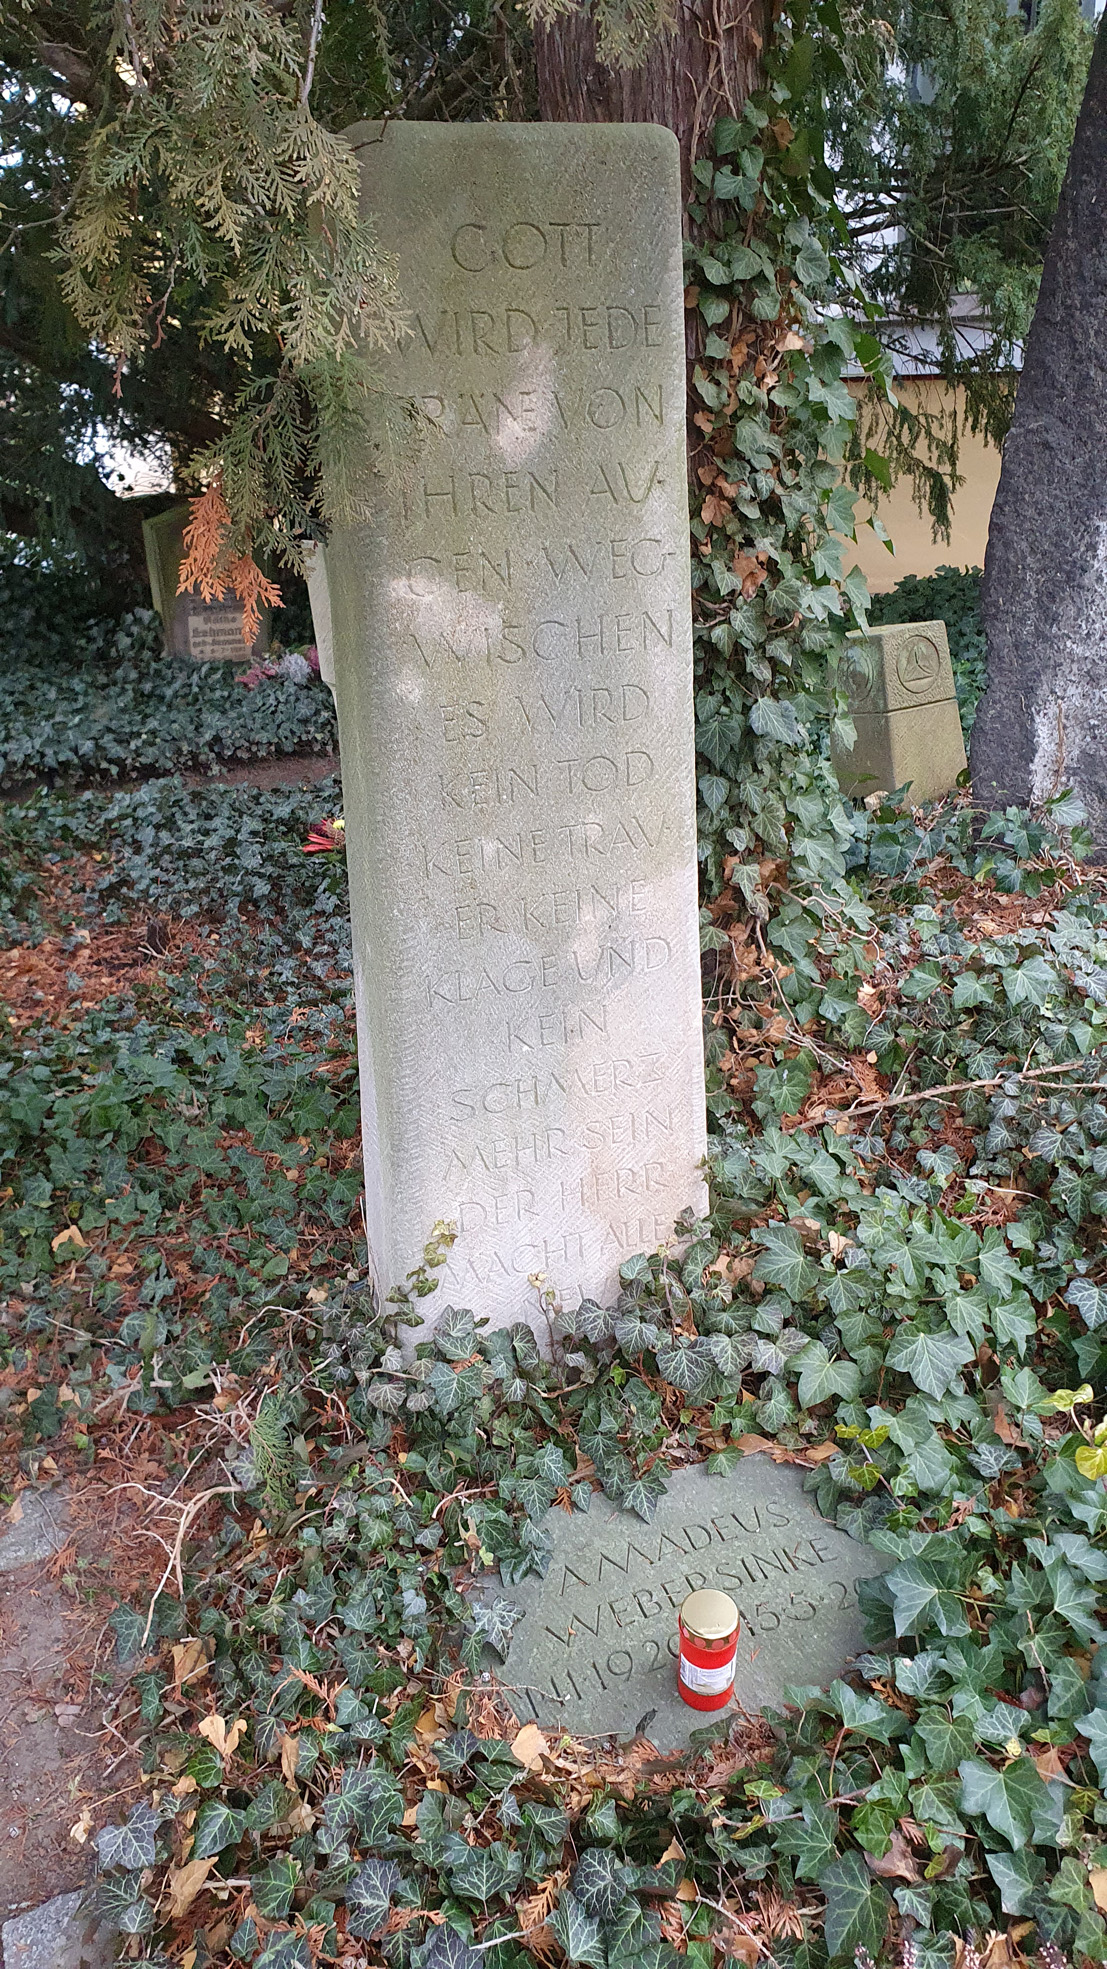 GOTT
WIRD JEDE
TRÄNE VON
IHREN AU-
GEN WEG-
WISCHEN
ES WIRD
KEIN TOD
KEINE TRAU-
ER KEINE
KLAGE UND
KEIN
SCHMERZ
MEHR SEIN
DER HERR
MACHT ALLES
NEU
AMADEUS
WEBERSINKE